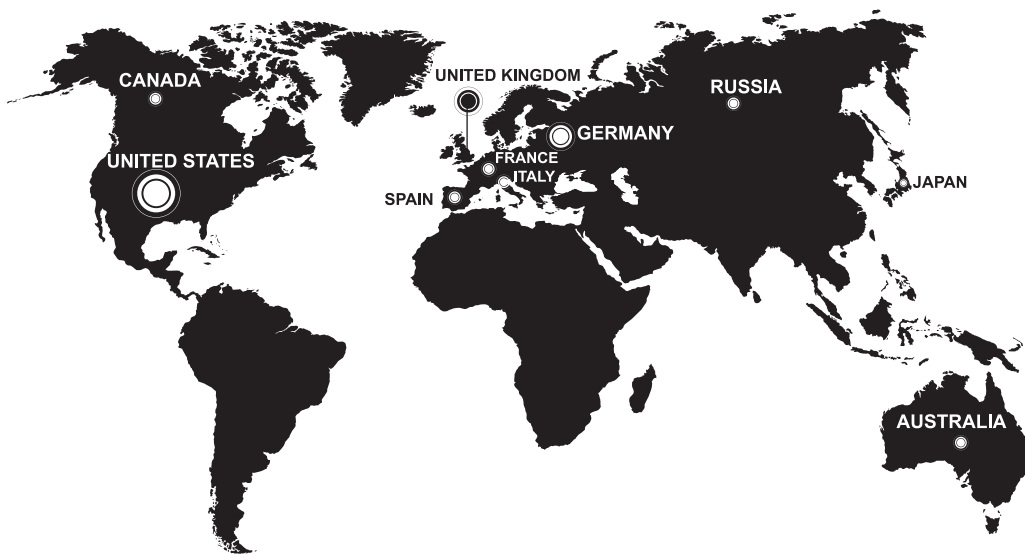 UNITED KINGDOM
CANADA
RUSSIA
GERMANY
UNITED STATES
FRANCE
ITALY
JAPAN
SPAIN
AUSTRALIA